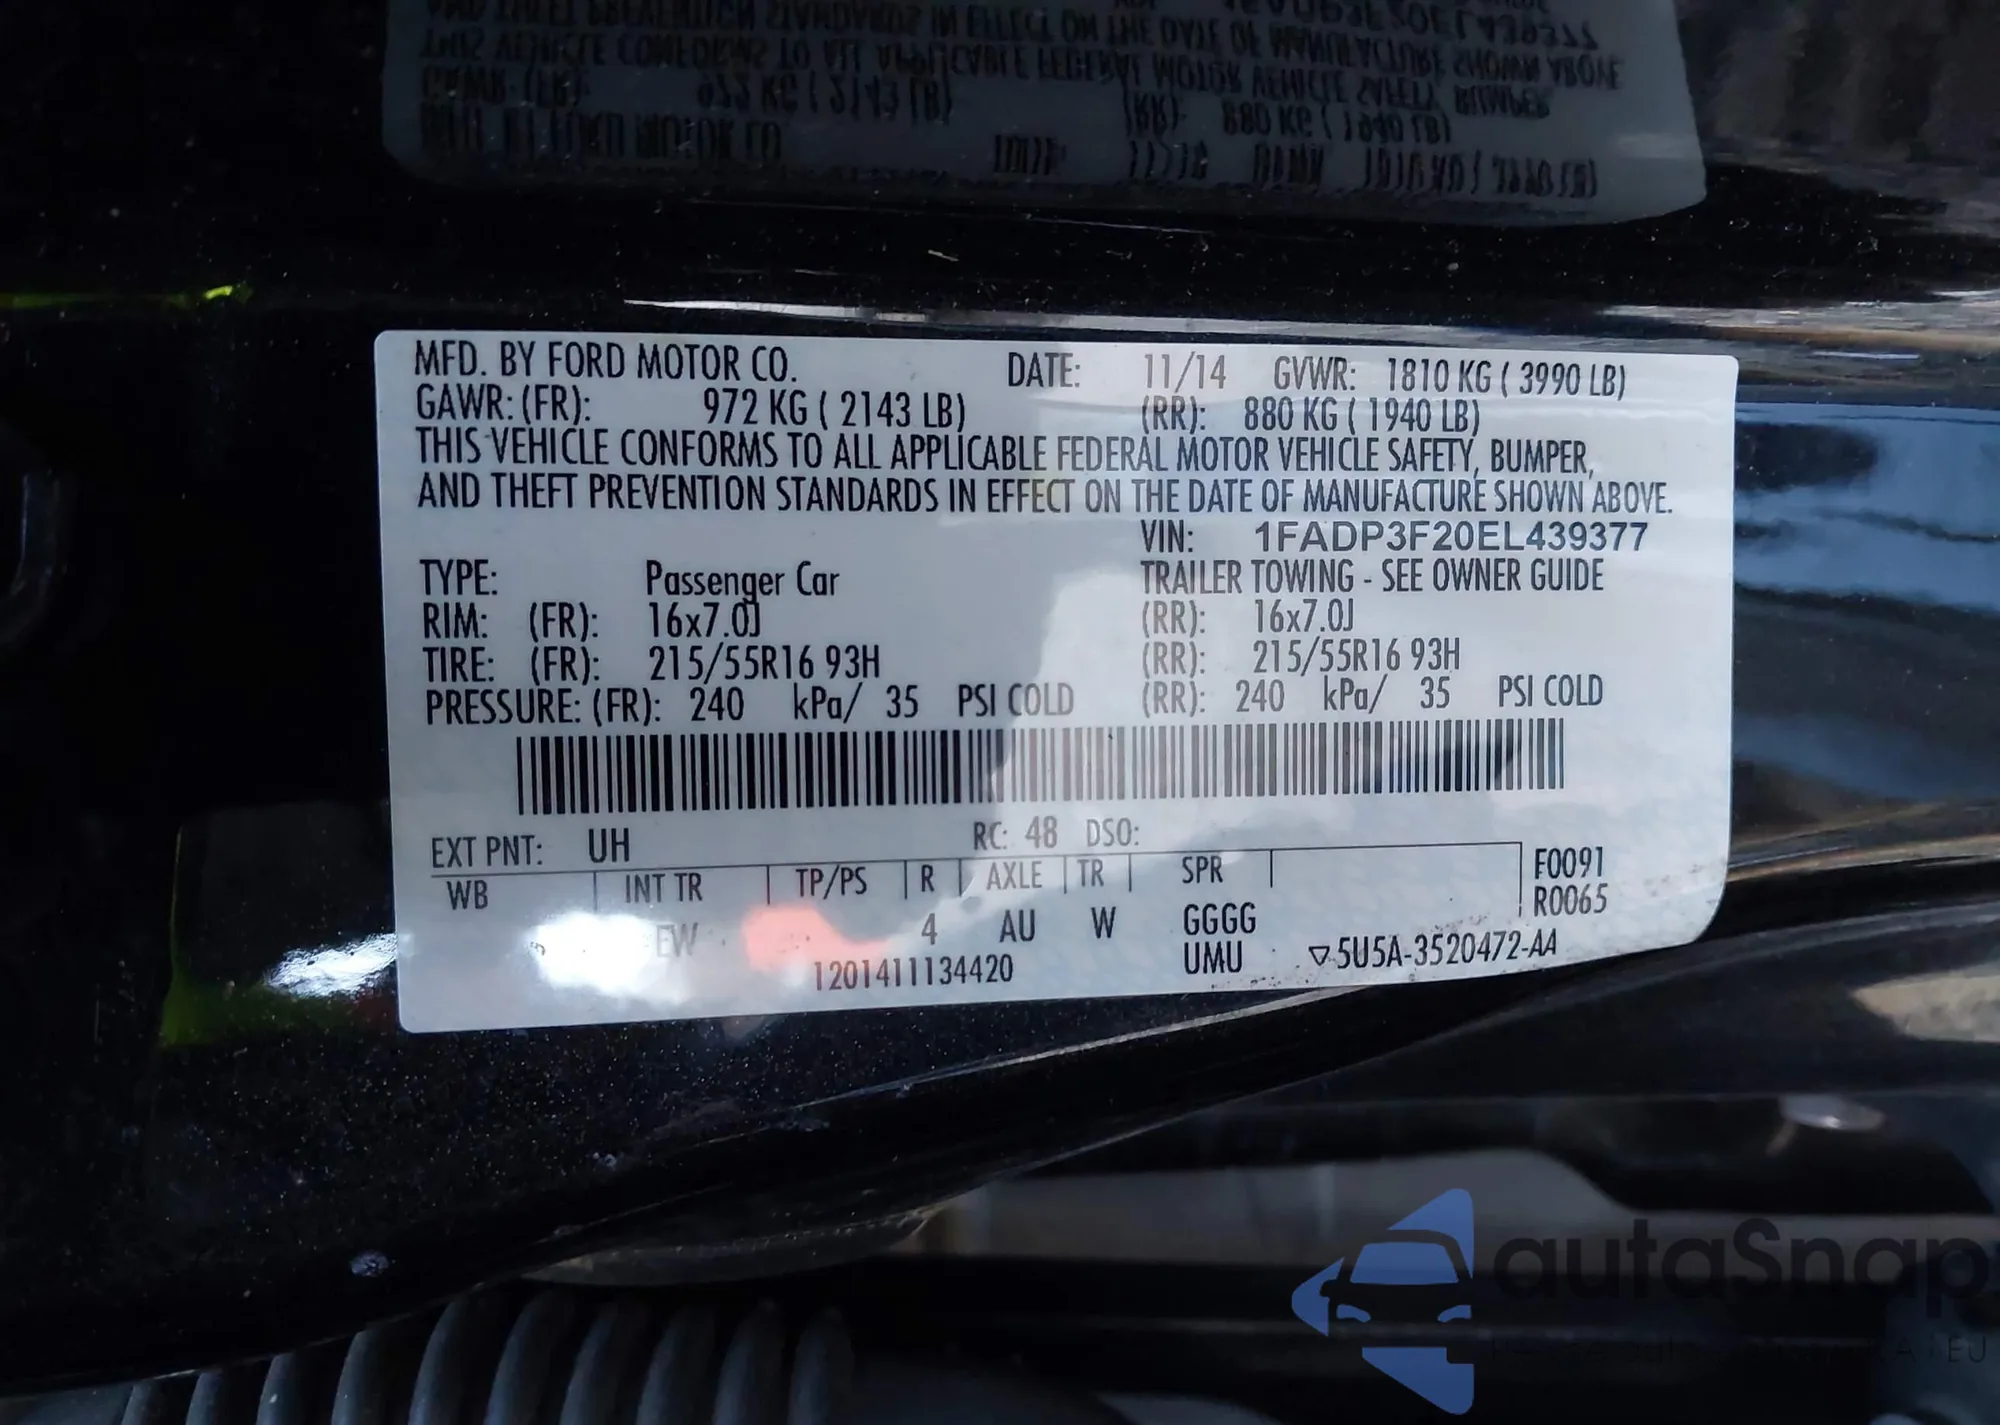 MFD. BY FORD MOTOR CO. DATE: 11/14 GVWR: 1810 KG ( 3990 LB)
GAWR: (FR): 972 KG ( 2143 LB) (RR): 880 KG ( 1940 LB)
THIS VEHICLE CONFORMS TO ALL APPLICABLE FEDERAL MOTOR VEHICLE SAFETY, BUMPER,
AND THEFT PREVENTION STANDARDS IN EFFECT ON THE DATE OF MANUFACTURE SHOWN ABOVE.
VIN: 1FADP3F20EL439377
TYPE: Passenger Car TRAILER TOWING - SEE OWNER GUIDE
RIM: (FR): 16x7.0J (RR): 16x7.0J
TIRE: (FR): 215/55R16 93H (RR): 215/55R16 93H
PRESSURE: (FR): 240 kPa/ 35 PSI COLD (RR): 240 kPa/ 35 PSI COLD
EXT PNT: UH RC: 48 DSO:
WB INT TR TP/PS R AXLE TR SPR F0091
R0065
EW 4 AU W GGGG
1201411134420 UMU ▽5U5A-3520472-AA
autaSnap